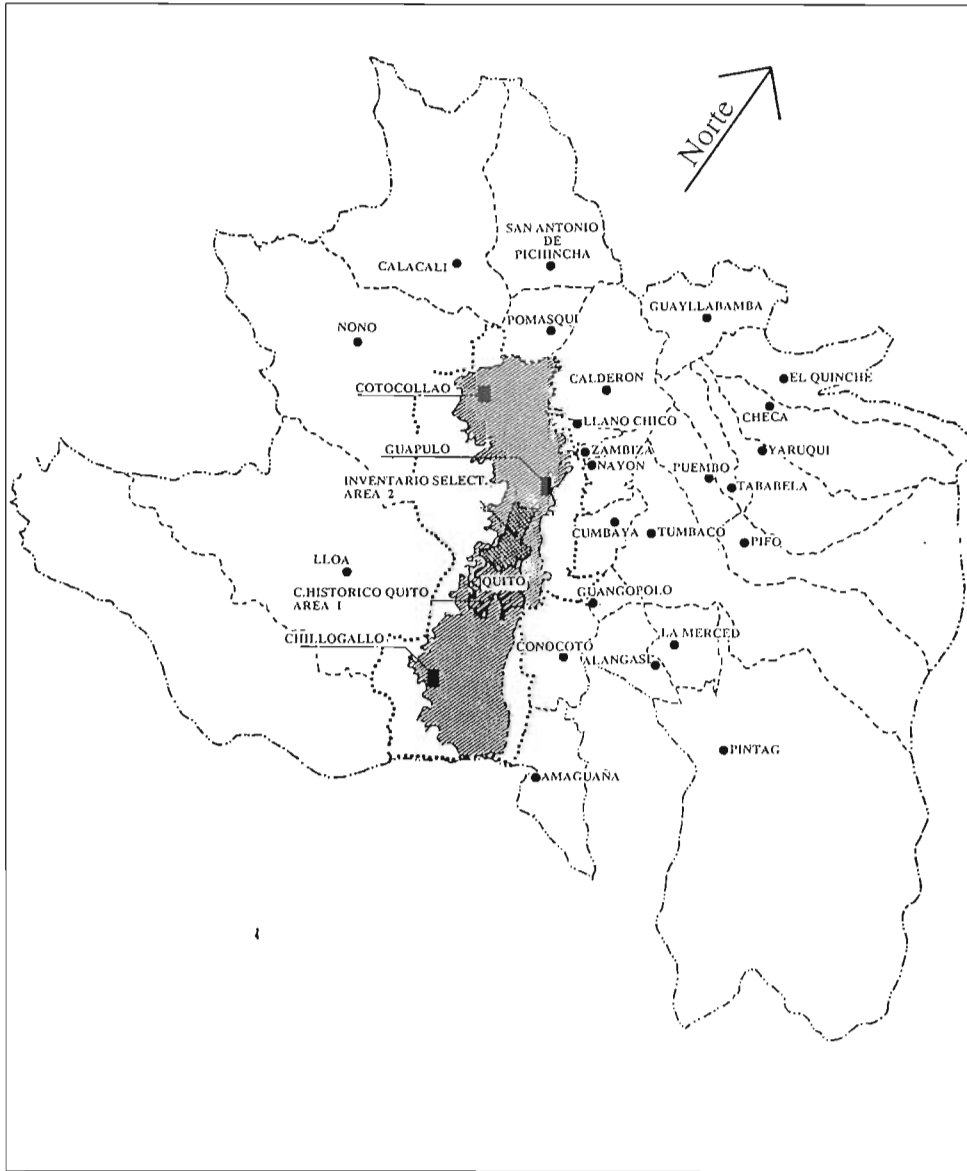 Norte
SAN ANTONIO
DE
PICHINCHA
CALACALI
GUAYLLABAMBA
POMASQUI
NONO
CALDERON
EL QUINCHE
COTOCOLLAO
CHECA
LLANO CHICO
GUAPULO
ZAMBIZA
YARUQUI
NAYON
PUEMBO
INVENTARIO SELECT.
AREA 2
TABABELA
CUMBAYA
TUMBACO
PIFO
LLOA
QUITO
C.HISTORICO QUITO
AREA 1
GUANGOPOLO
CHILLOGALLO
CONOCOTO
LA MERCED
ALANGASI
PINTAG
AMAGUAÑA